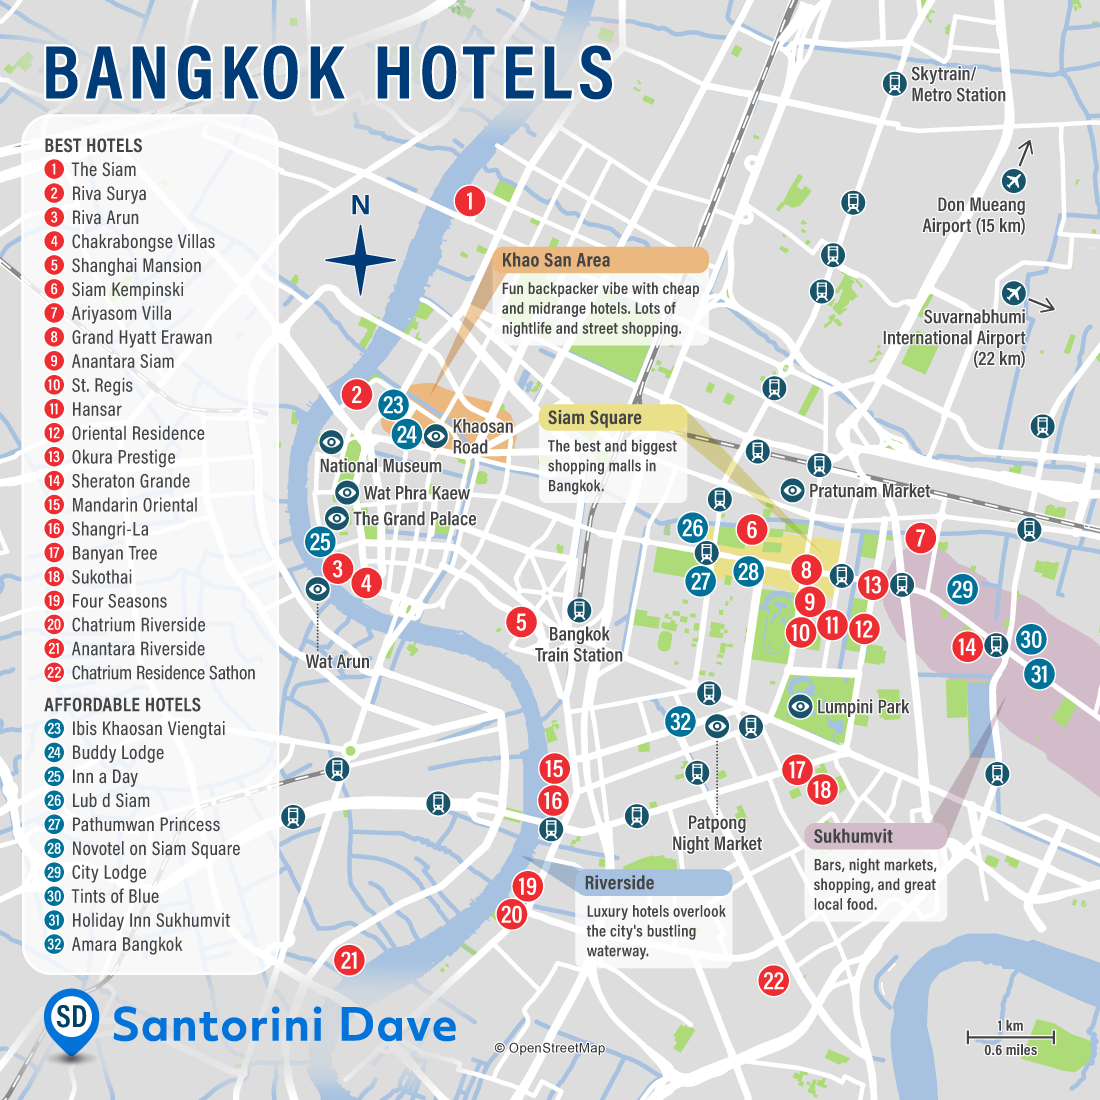 BANGKOK HOTELS
BEST HOTELS
1 The Siam
2 Riva Surya
3 Riva Arun
4 Chakrabongse Villas
5 Shanghai Mansion
6 Siam Kempinski
7 Ariyasom Villa
8 Grand Hyatt Erawan
9 Anantara Siam
10 St. Regis
11 Hansar
12 Oriental Residence
13 Okura Prestige
14 Sheraton Grande
15 Mandarin Oriental
16 Shangri-La
17 Banyan Tree
18 Sukothai
19 Four Seasons
20 Chatrium Riverside
21 Anantara Riverside
22 Chatrium Residence Sathon
AFFORDABLE HOTELS
23 Ibis Khaosan Viengtai
24 Buddy Lodge
25 Inn a Day
26 Lub d Siam
27 Pathumwan Princess
28 Novotel on Siam Square
29 City Lodge
30 Tints of Blue
31 Holiday Inn Sukhumvit
32 Amara Bangkok
SD Santorini Dave
Skytrain/
Metro Station
Don Mueang
Airport (15 km)
Suvarnabhumi
International Airport
(22 km)
N
1
Khao San Area
Fun backpacker vibe with cheap
and midrange hotels. Lots of
nightlife and street shopping.
2
23
24
Khaosan
Road
National Museum
Wat Phra Kaew
The Grand Palace
25
3
4
Wat Arun
5
Bangkok
Train Station
Siam Square
The best and biggest
shopping malls in
Bangkok.
Pratunam Market
26
6
7
27
28
8
13
29
9
10
11
12
14
30
31
Lumpini Park
32
15
16
17
18
Patpong
Night Market
Sukhumvit
Bars, night markets,
shopping, and great
local food.
Riverside
Luxury hotels overlook
the city's bustling
waterway.
19
20
21
22
1 km
0.6 miles
© OpenStreetMap